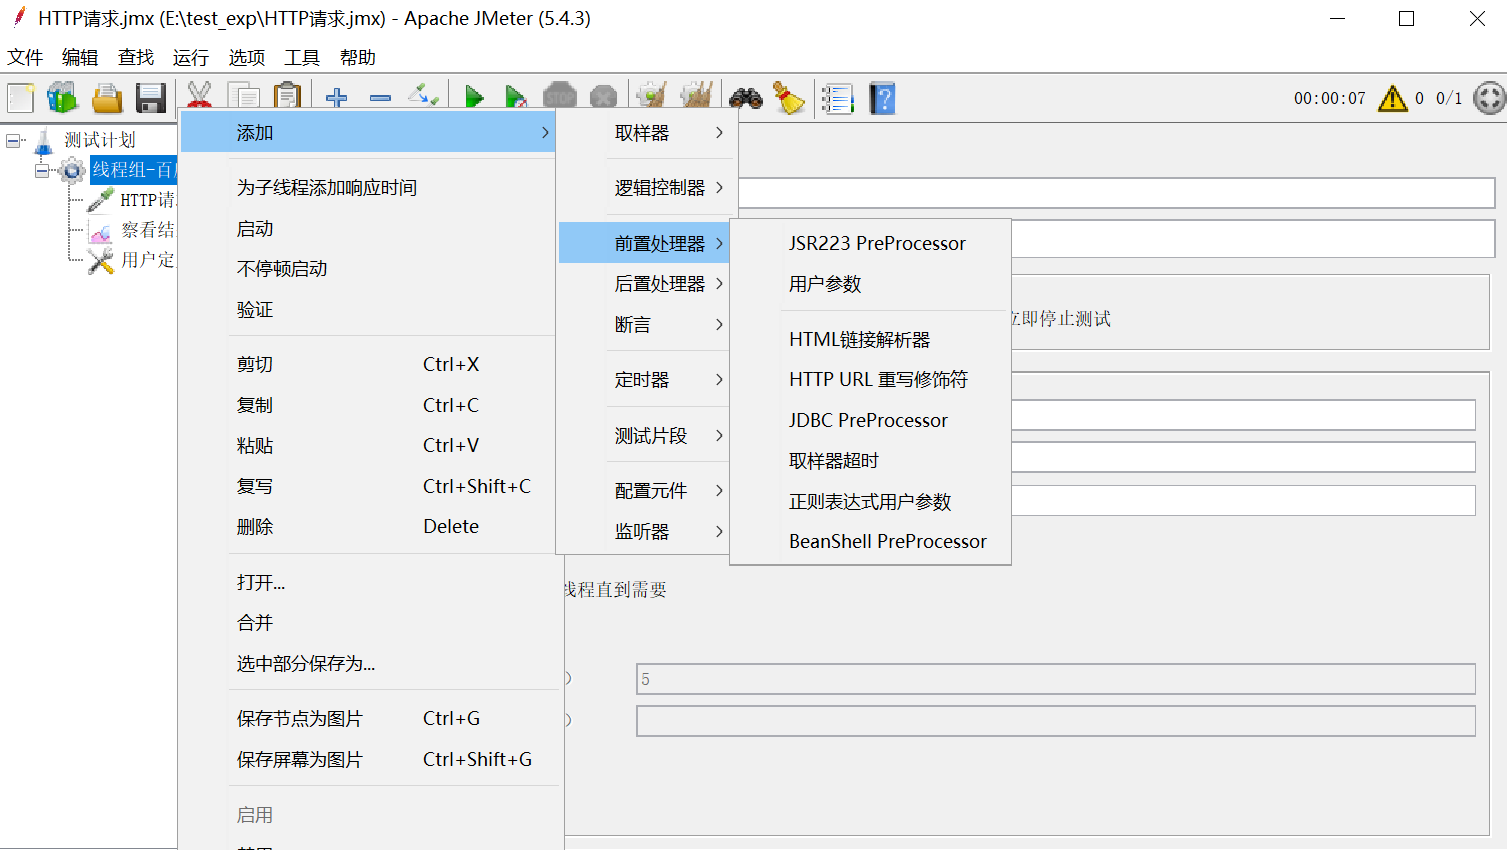 HTTP请求.jmx (E:\test_exp\HTTP请求.jmx) - Apache JMeter (5.4.3)
文件 编辑 查找 运行 选项 工具 帮助
STOP
00:00:07 0 0/1
测试计划
线程组-百
HTTP请
察看结
用户定
添加
为子线程添加响应时间
启动
不停顿启动
验证
剪切 Ctrl+X
复制 Ctrl+C
粘贴 Ctrl+V
复写 Ctrl+Shift+C
删除 Delete
打开...
合并
选中部分保存为...
保存节点为图片 Ctrl+G
保存屏幕为图片 Ctrl+Shift+G
启用
取样器
逻辑控制器
前置处理器
后置处理器
断言
定时器
测试片段
配置元件
监听器
JSR223 PreProcessor
用户参数
HTML链接解析器
HTTP URL 重写修饰符
JDBC PreProcessor
取样器超时
正则表达式用户参数
BeanShell PreProcessor
立即停止测试
线程直到需要
5